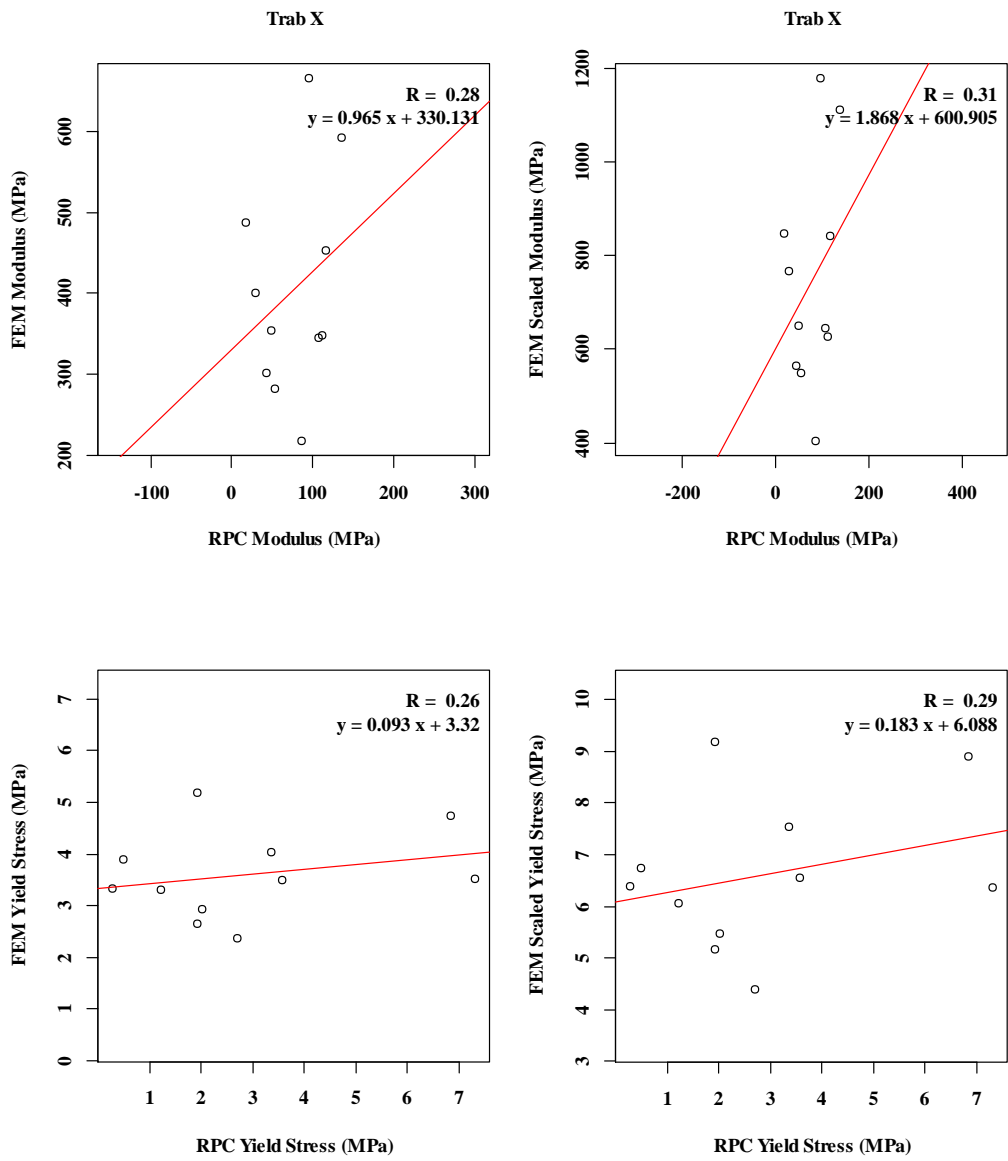 Trab X
R = 0.28
y = 0.965 x + 330.131
FEM Modulus (MPa)
200 300 400 500 600
-100 0 100 200 300
RPC Modulus (MPa)
Trab X
R = 0.31
y = 1.868 x + 600.905
FEM Scaled Modulus (MPa)
400 600 800 1000 1200
-200 0 200 400
RPC Modulus (MPa)
R = 0.26
y = 0.093 x + 3.32
FEM Yield Stress (MPa)
0 1 2 3 4 5 6 7
1 2 3 4 5 6 7
RPC Yield Stress (MPa)
R = 0.29
y = 0.183 x + 6.088
FEM Scaled Yield Stress (MPa)
3 4 5 6 7 8 9 10
1 2 3 4 5 6 7
RPC Yield Stress (MPa)